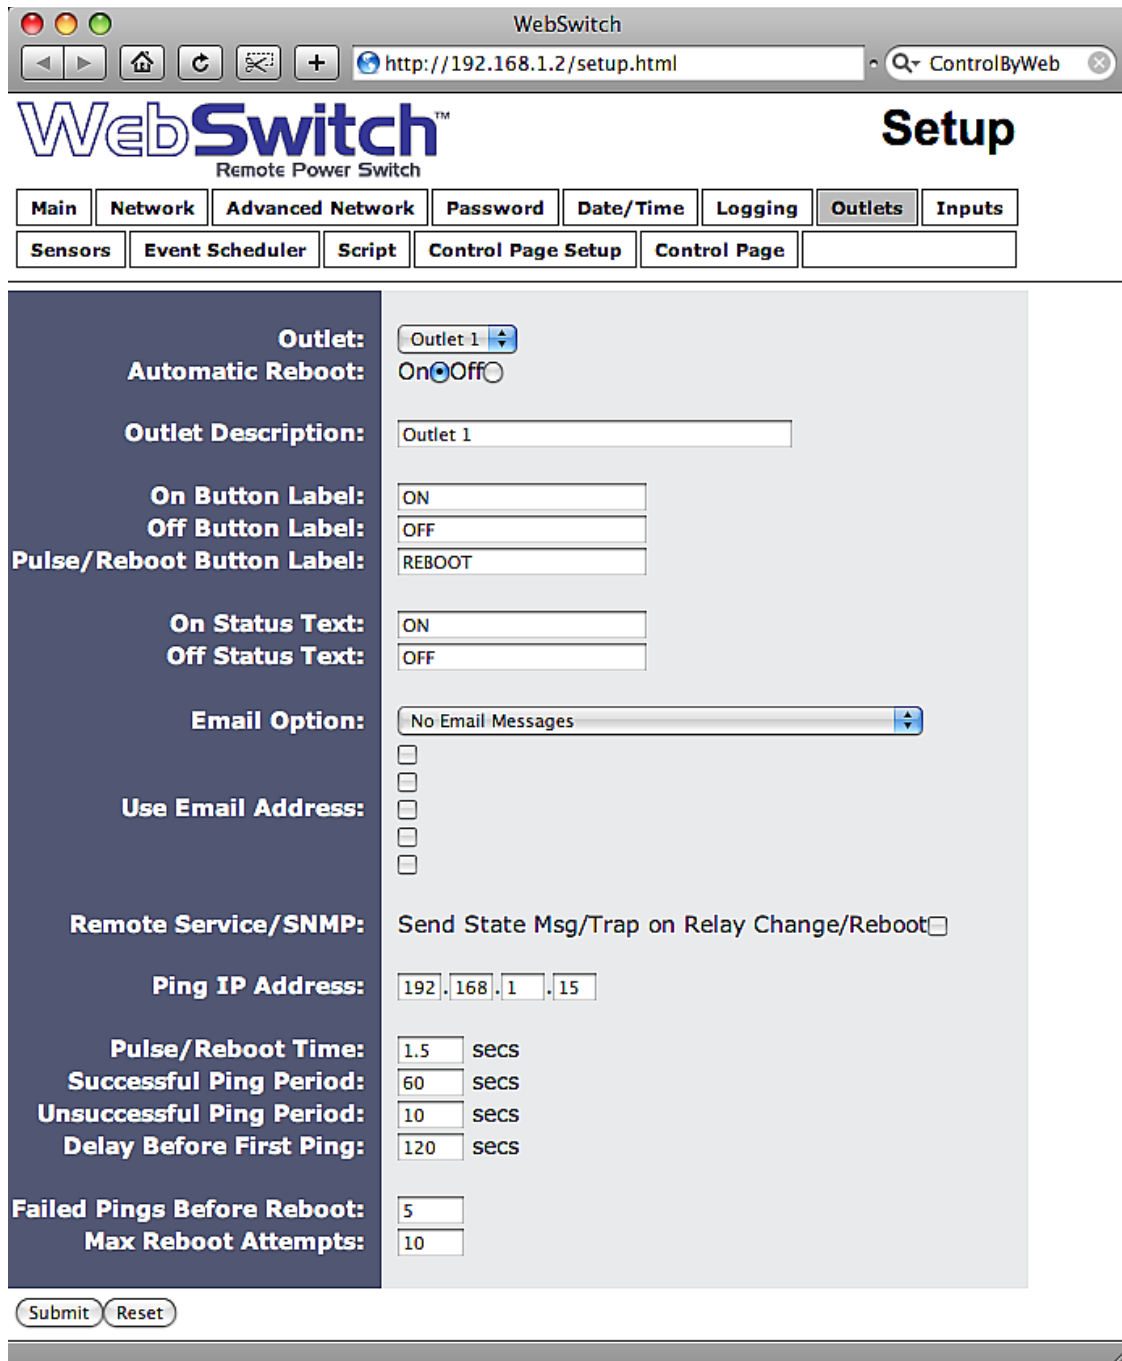 WebSwitch
http://192.168.1.2/setup.html
ControlByWeb
WebSwitch™
Remote Power Switch
Setup
Main Network Advanced Network Password Date/Time Logging Outlets Inputs
Sensors Event Scheduler Script Control Page Setup Control Page
Outlet: Outlet 1
Automatic Reboot: On Off
Outlet Description: Outlet 1
On Button Label: ON
Off Button Label: OFF
Pulse/Reboot Button Label: REBOOT
On Status Text: ON
Off Status Text: OFF
Email Option: No Email Messages
Use Email Address:
Remote Service/SNMP: Send State Msg/Trap on Relay Change/Reboot
Ping IP Address: 192.168.1.15
Pulse/Reboot Time: 1.5 secs
Successful Ping Period: 60 secs
Unsuccessful Ping Period: 10 secs
Delay Before First Ping: 120 secs
Failed Pings Before Reboot: 5
Max Reboot Attempts: 10
Submit Reset